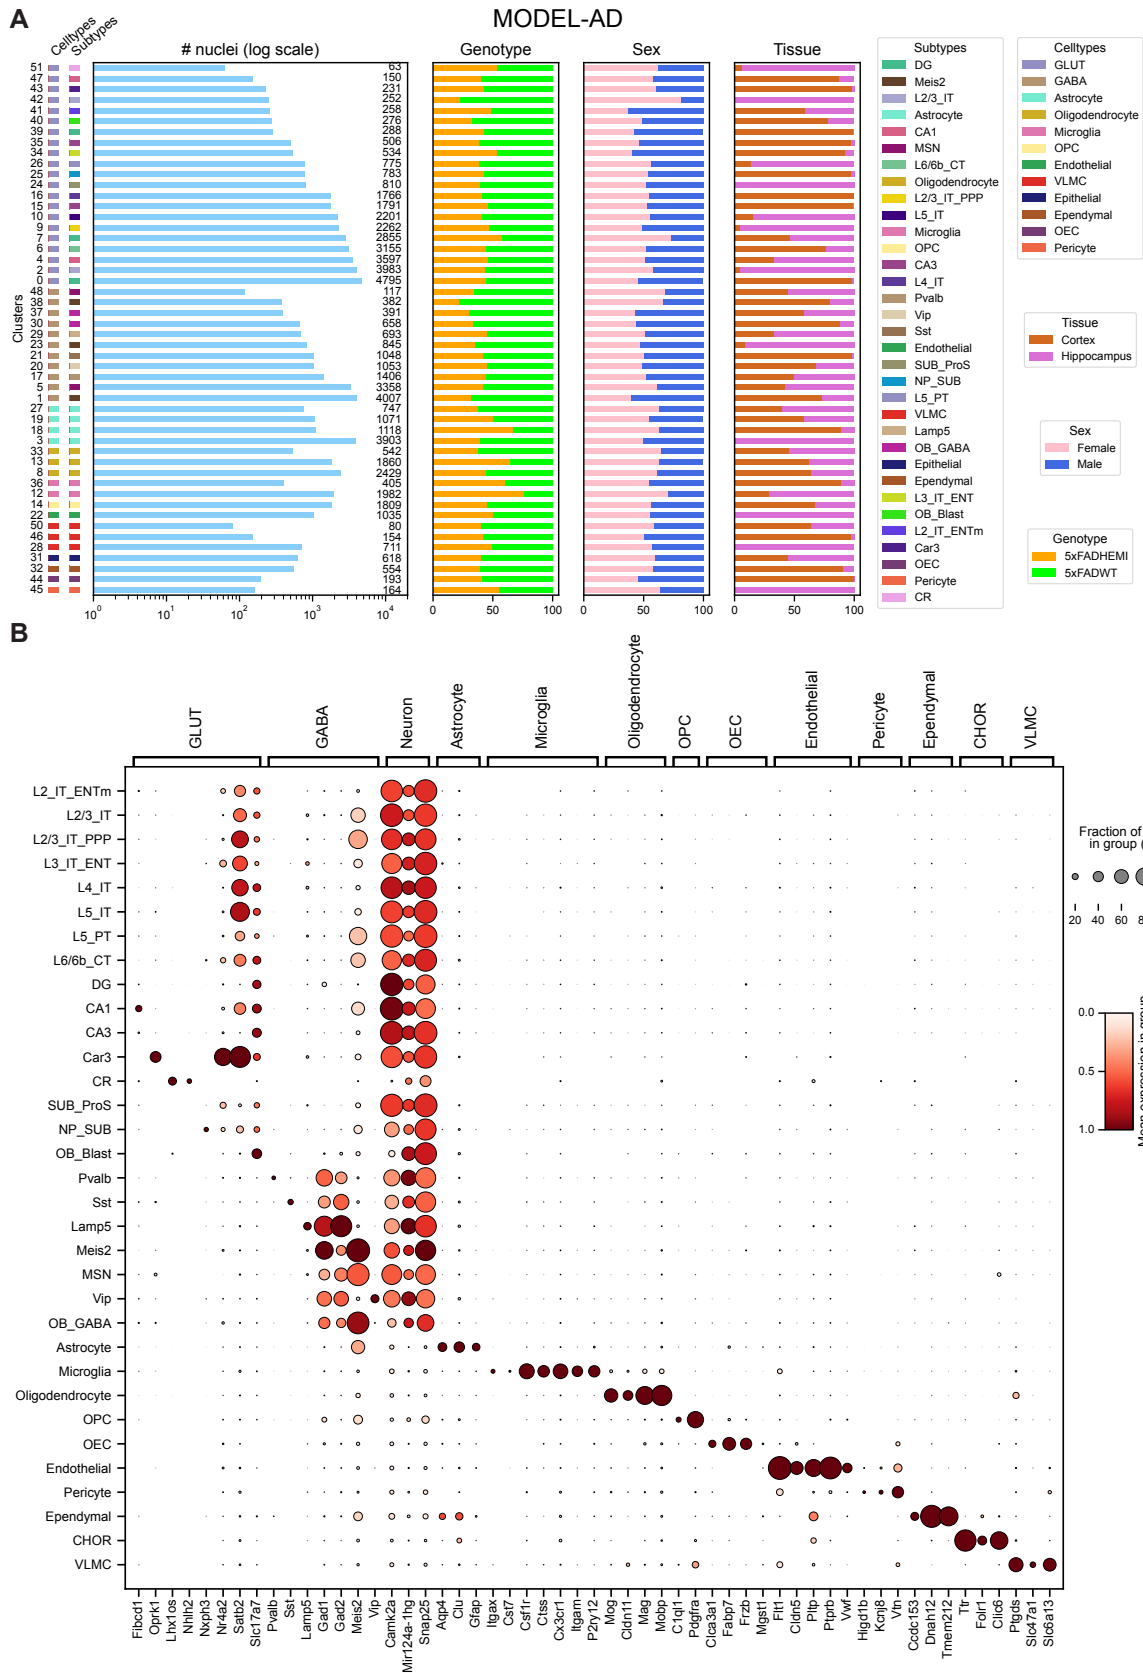 A
MODEL-AD
Celltypes
Subtypes
# nuclei (log scale)
Genotype
Sex
Tissue
Clusters
51 63
47 150
43 231
42 252
41 258
40 276
39 288
35 506
34 534
26 775
25 783
24 810
16 1766
15 1791
10 2201
9 2262
7 2855
6 3155
4 3597
2 3983
0 4795
48 117
38 382
37 391
30 658
29 693
23 845
21 1048
20 1053
17 1406
5 3358
1 4007
27 747
19 1071
18 1118
3 3903
33 542
13 1860
8 2429
36 405
12 1982
14 1809
22 1035
50 80
46 154
28 711
31 618
32 554
44 193
45 164
10^0 10^1 10^2 10^3 10^4
0 50 100
0 50 100
0 50 100
Subtypes
DG
Meis2
L2/3_IT
Astrocyte
CA1
MSN
L6/6b_CT
Oligodendrocyte
L2/3_IT_PPP
L5_IT
Microglia
OPC
CA3
L4_IT
Pvalb
Vip
Sst
Endothelial
SUB_ProS
NP_SUB
L5_PT
VLMC
Lamp5
OB_GABA
Epithelial
Ependymal
L3_IT_ENT
OB_Blast
L2_IT_ENTm
Car3
OEC
Pericyte
CR
Celltypes
GLUT
GABA
Astrocyte
Oligodendrocyte
Microglia
OPC
Endothelial
VLMC
Epithelial
Ependymal
OEC
Pericyte
Tissue
Cortex
Hippocampus
Sex
Female
Male
Genotype
5xFADHEMI
5xFADWT
B
GLUT
GABA
Neuron
Astrocyte
Microglia
Oligodendrocyte
OPC
OEC
Endothelial
Pericyte
Ependymal
CHOR
VLMC
L2_IT_ENTm
L2/3_IT
L2/3_IT_PPP
L3_IT_ENT
L4_IT
L5_IT
L5_PT
L6/6b_CT
DG
CA1
CA3
Car3
CR
SUB_ProS
NP_SUB
OB_Blast
Pvalb
Sst
Lamp5
Meis2
MSN
Vip
OB_GABA
Astrocyte
Microglia
Oligodendrocyte
OPC
OEC
Endothelial
Pericyte
Ependymal
CHOR
VLMC
Fibcd1
Oprk1
Lhx1os
Nhlh2
Nxph3
Nr4a2
Satb2
Slc17a7
Pvalb
Sst
Lamp5
Gad1
Gad2
Meis2
Vip
Camk2a
Mir124a-1hg
Snap25
Aqp4
Clu
Gfap
Itgax
Cst7
Csf1r
Ctss
Cx3cr1
Itgam
P2ry12
Mog
Cldn11
Mag
Mobp
C1ql1
Pdgfra
Clca3a1
Fabp7
Frzb
Mgst1
Flt1
Cldn5
Pltp
Ptprb
Vwf
Higd1b
Kcnj8
Vtn
Ccdc153
Dnah12
Tmem212
Ttr
Folr1
Clic6
Ptgds
Slc47a1
Slc6a13
Fraction of
in group (
20 40 60 8
0.0
0.5
1.0
Mean expression in group